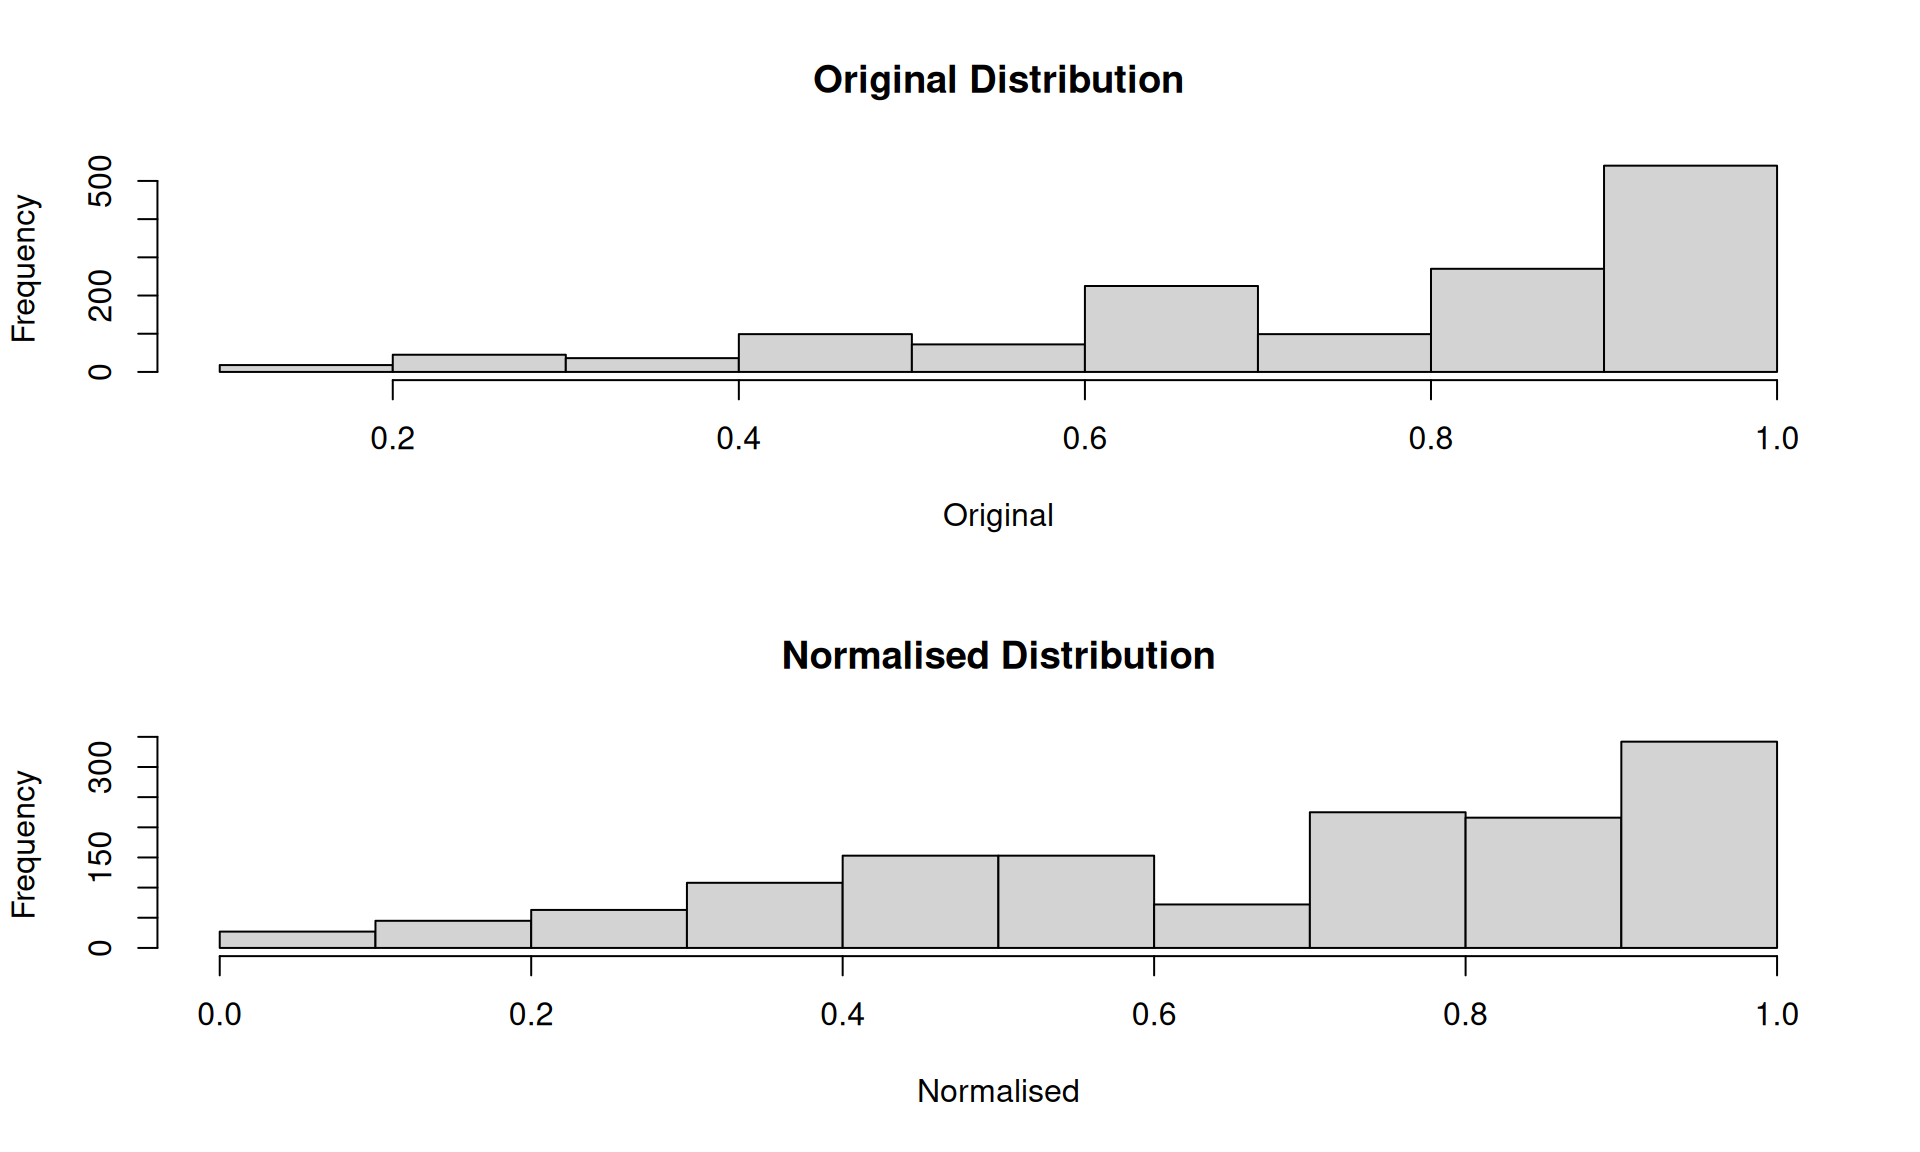 Original Distribution
Frequency
500
200
0
0.2 0.4 0.6 0.8 1.0
Original
Normalised Distribution
Frequency
300
150
0
0.0 0.2 0.4 0.6 0.8 1.0
Normalised